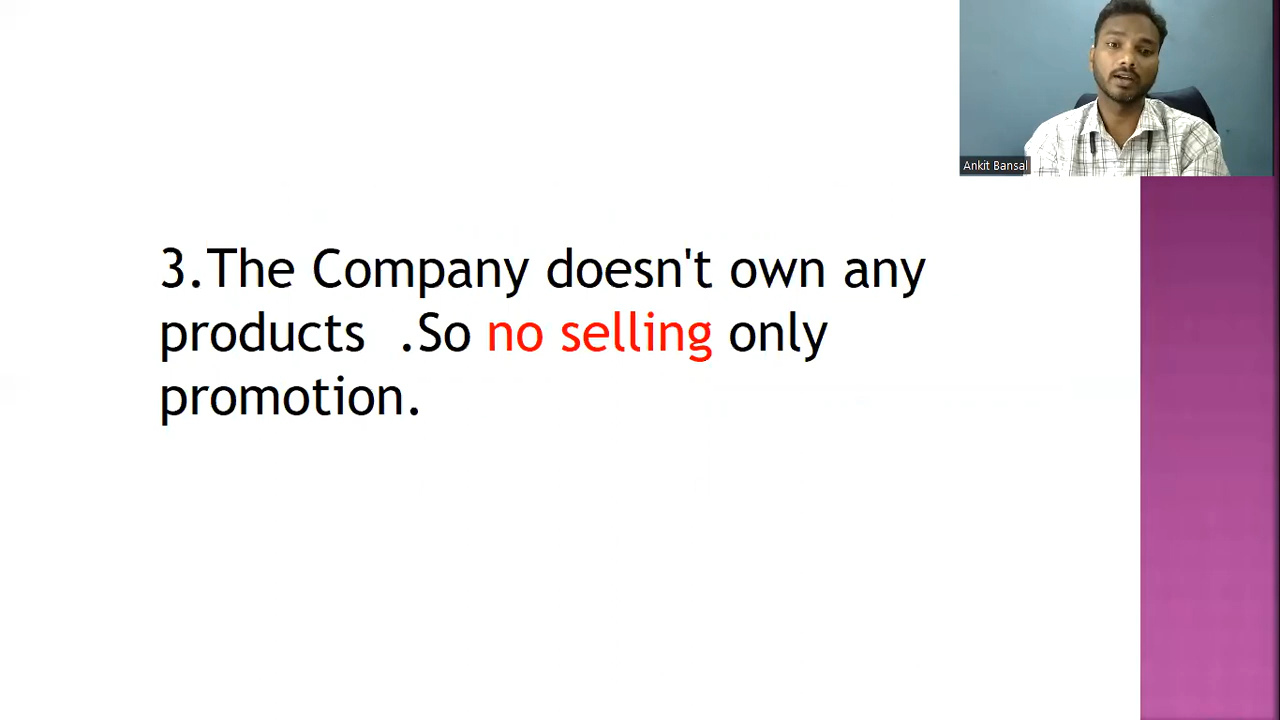 Ankit Bansal
3.The Company doesn't own any
products .So no selling only
promotion.